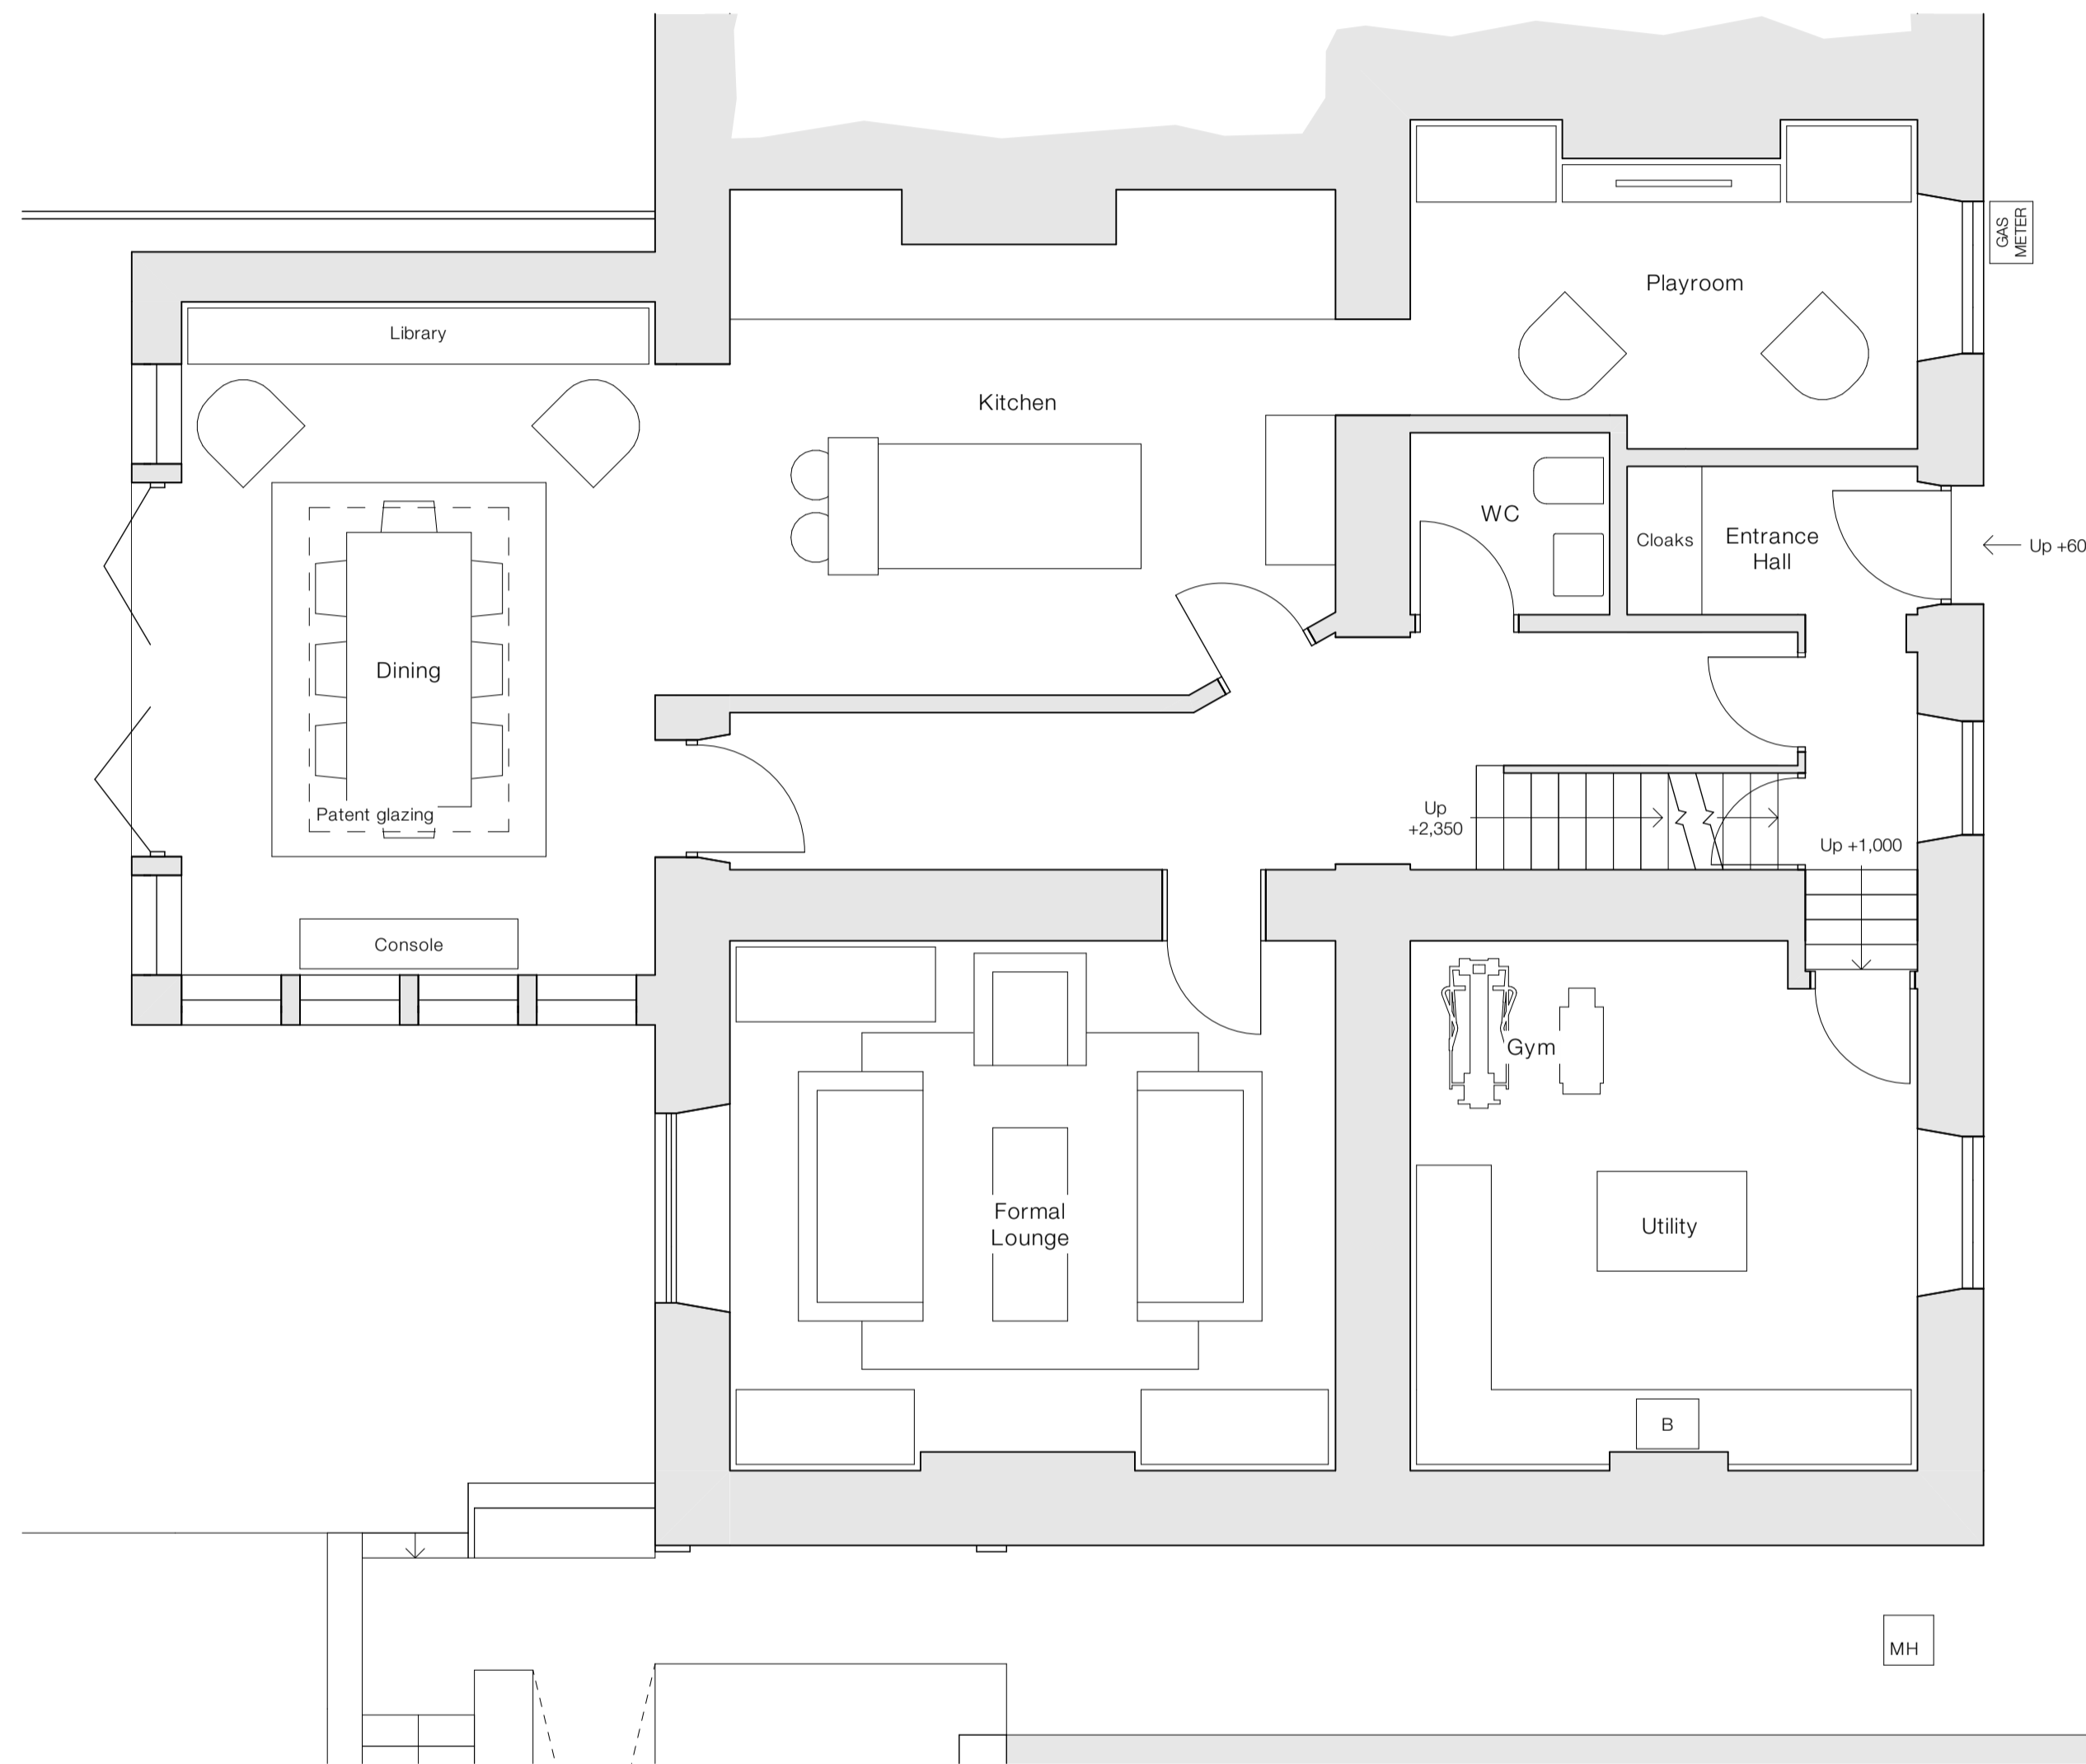 GAS
METER
Playroom
Library
Kitchen
WC
Cloaks
Entrance
Hall
Up +60
Dining
Patent glazing
Up
+2,350
Up +1,000
Console
Gym
Formal
Lounge
Utility
B
MH